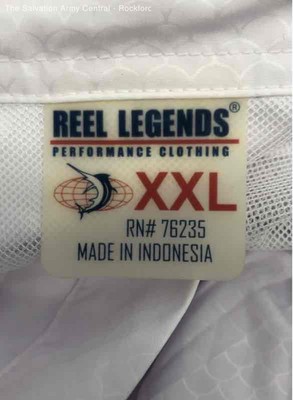 The Salvation Army Central - Rockford
REEL LEGENDS®
PERFORMANCE CLOTHING
XXL
RN# 76235
MADE IN INDONESIA